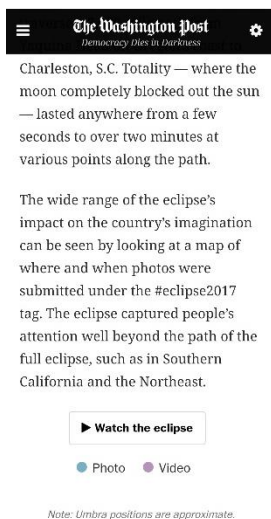 The Washington Post
Democracy Dies in Darkness
Charleston, S.C. Totality — where the
moon completely blocked out the sun
— lasted anywhere from a few
seconds to over two minutes at
various points along the path.
The wide range of the eclipse’s
impact on the country’s imagination
can be seen by looking at a map of
where and when photos were
submitted under the #eclipse2017
tag. The eclipse captured people’s
attention well beyond the path of the
full eclipse, such as in Southern
California and the Northeast.
Watch the eclipse
Photo Video
Note: Umbra positions are approximate.